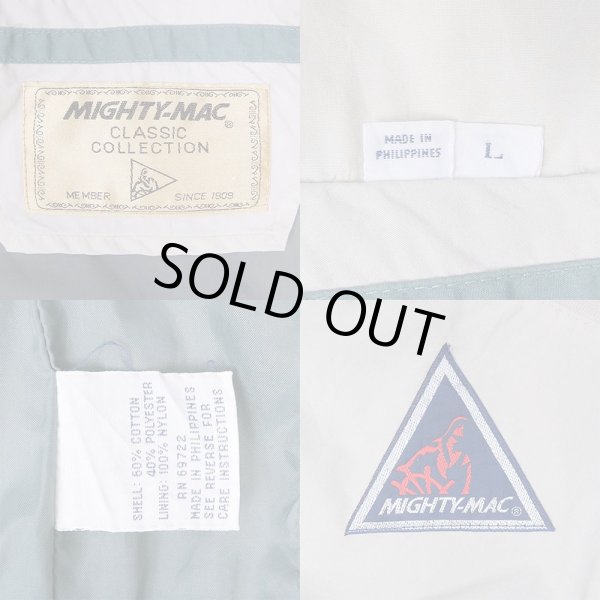 MIGHTY-MAC®
CLASSIC
COLLECTION
MEMBER SINCE 1909
MADE IN
PHILIPPINES
L
SOLD OUT
SHELL: 60% COTTON
40% POLYESTER
LINING: 100% NYLON
RN 69722
MADE IN PHILIPPINES
SEE REVERSE FOR
CARE INSTRUCTIONS
MIGHTY-MAC®